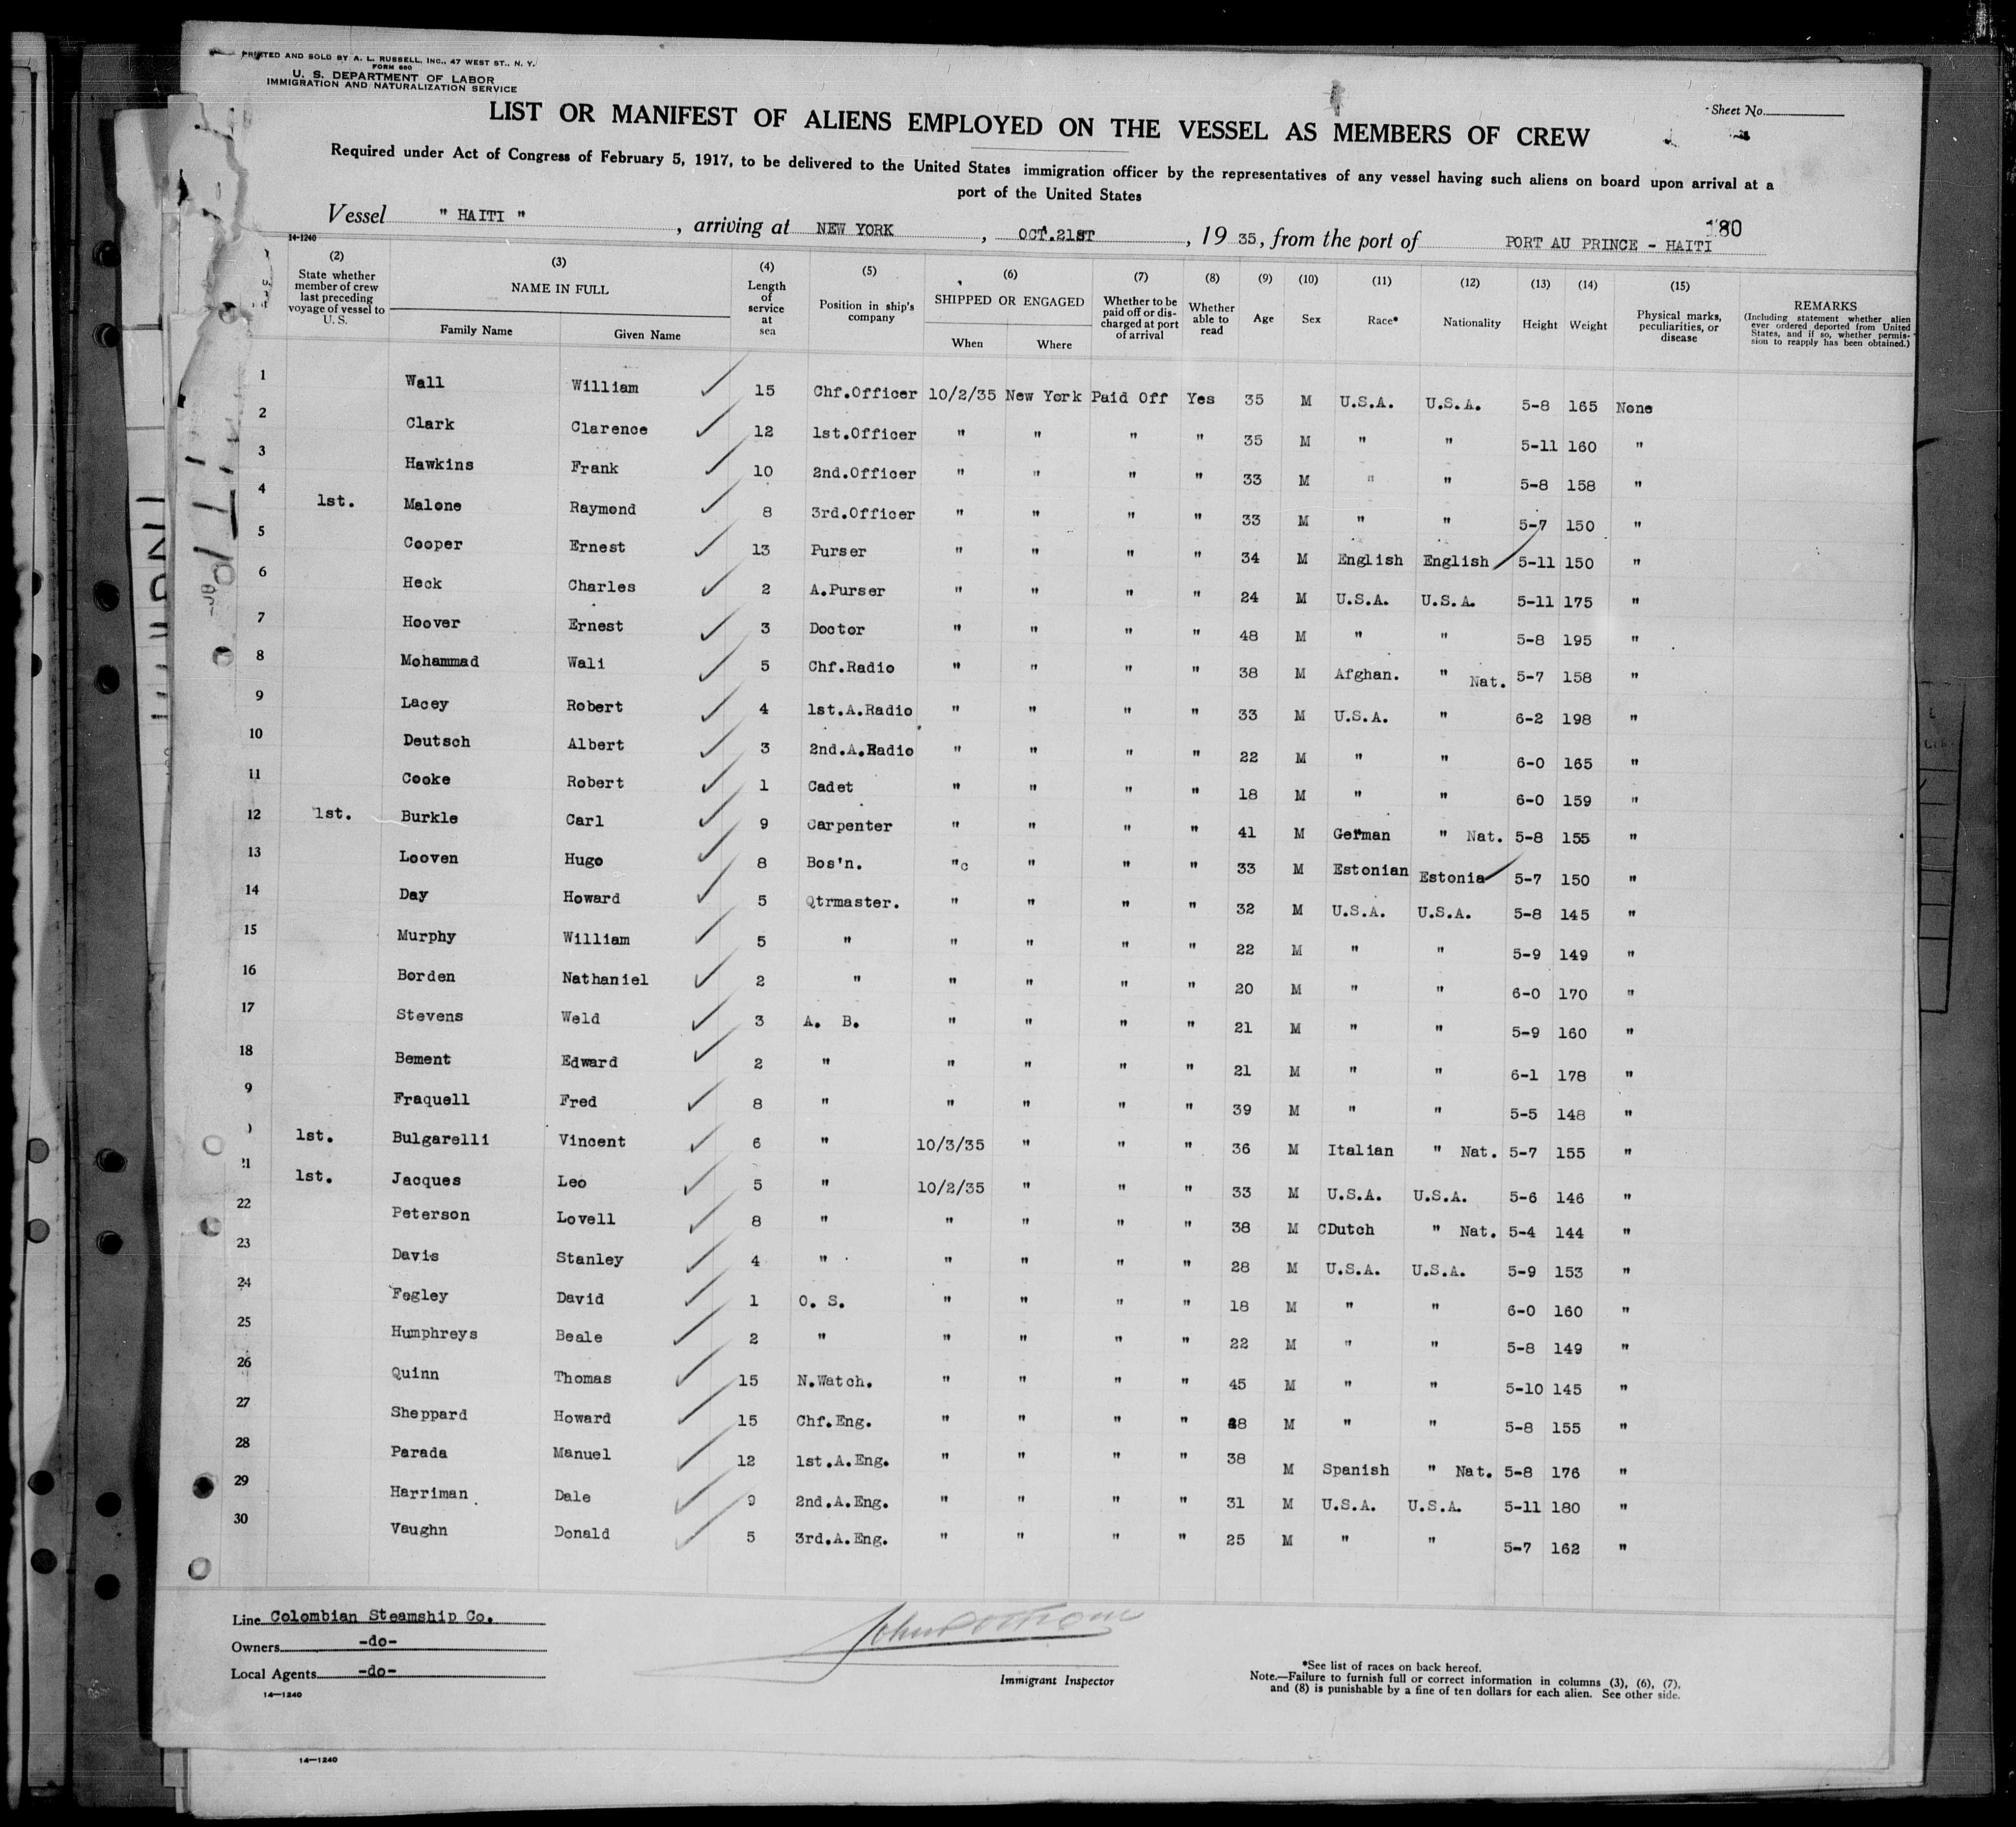 PRINTED AND SOLD BY A. L. RUSSELL, INC., 47 WEST ST., N. Y.
FORM 680
U. S. DEPARTMENT OF LABOR
IMMIGRATION AND NATURALIZATION SERVICE
Sheet No.
LIST OR MANIFEST OF ALIENS EMPLOYED ON THE VESSEL AS MEMBERS OF CREW
Required under Act of Congress of February 5, 1917, to be delivered to the United States immigration officer by the representatives of any vessel having such aliens on board upon arrival at a
port of the United States
180
Vessel " HAITI ", arriving at NEW YORK, OCT.21ST, 19 35, from the port of PORT AU PRINCE - HAITI
14-1240
(2) State whether member of crew last preceding voyage of vessel to U. S. (3) NAME IN FULL Family Name Given Name (4) Length of service at sea (5) Position in ship's company (6) SHIPPED OR ENGAGED When Where (7) Whether to be paid off or discharged at port of arrival (8) Whether able to read (9) Age (10) Sex (11) Race* (12) Nationality (13) Height (14) Weight (15) Physical marks, peculiarities, or disease REMARKS (Including statement whether alien ever ordered deported from United States, and if so, whether permission to reapply has been obtained.)
1 Wall William 15 Chf.Officer 10/2/35 New York Paid Off Yes 35 M U.S.A. U.S.A. 5-8 165 None
2 Clark Clarence 12 1st.Officer " " " " 35 M " " 5-11 160 "
3 Hawkins Frank 10 2nd.Officer " " " " 33 M " " 5-8 158 "
4 1st. Malone Raymond 8 3rd.Officer " " " " 33 M " " 5-7 150 "
5 Cooper Ernest 13 Purser " " " " 34 M English English 5-11 150 "
6 Heck Charles 2 A.Purser " " " " 24 M U.S.A. U.S.A. 5-11 175 "
7 Hoover Ernest 3 Doctor " " " " 48 M " " 5-8 195 "
8 Mohammad Wali 5 Chf.Radio " " " " 38 M Afghan. " Nat. 5-7 158 "
9 Lacey Robert 4 1st.A.Radio " " " " 33 M U.S.A. " 6-2 198 "
10 Deutsch Albert 3 2nd.A.Radio " " " " 22 M " " 6-0 165 "
11 Cooke Robert 1 Cadet " " " " 18 M " " 6-0 159 "
12 1st. Burkle Carl 9 Carpenter " " " " 41 M German " Nat. 5-8 155 "
13 Looven Hugo 8 Bos'n. "c " " " 33 M Estonian Estonia 5-7 150 "
14 Day Howard 5 Qtrmaster. " " " " 32 M U.S.A. U.S.A. 5-8 145 "
15 Murphy William 5 " " " " " 22 M " " 5-9 149 "
16 Borden Nathaniel 2 " " " " " 20 M " " 6-0 170 "
17 Stevens Weld 3 A. B. " " " " 21 M " " 5-9 160 "
18 Bement Edward 2 " " " " " 21 M " " 6-1 178 "
9 Fraquell Fred 8 " " " " " 39 M " " 5-5 148 "
1st. Bulgarelli Vincent 6 " 10/3/35 " " " 36 M Italian " Nat. 5-7 155 "
21 1st. Jacques Leo 5 " 10/2/35 " " " 33 M U.S.A. U.S.A. 5-6 146 "
22 Peterson Lovell 8 " " " " " 38 M CDutch " Nat. 5-4 144 "
23 Davis Stanley 4 " " " " " 28 M U.S.A. U.S.A. 5-9 153 "
24 Fegley David 1 O. S. " " " " 18 M " " 6-0 160 "
25 Humphreys Beale 2 " " " " " 22 M " " 5-8 149 "
26 Quinn Thomas 15 N.Watch. " " " " 45 M " " 5-10 145 "
27 Sheppard Howard 15 Chf.Eng. " " " " M " " 5-8 155 "
28 Parada Manuel 12 1st.A.Eng. " " " " 38 M Spanish " Nat. 5-8 176 "
29 Harriman Dale 9 2nd.A.Eng. " " " " 31 M U.S.A. U.S.A. 5-11 180 "
30 Vaughn Donald 5 3rd.A.Eng. " " " " 25 M " " 5-7 162 "
Line Colombian Steamship Co.
Owners -do-
Local Agents -do-
14—1240
Immigrant Inspector
*See list of races on back hereof.
Note.—Failure to furnish full or correct information in columns (3), (6), (7),
and (8) is punishable by a fine of ten dollars for each alien. See other side.
14—1240